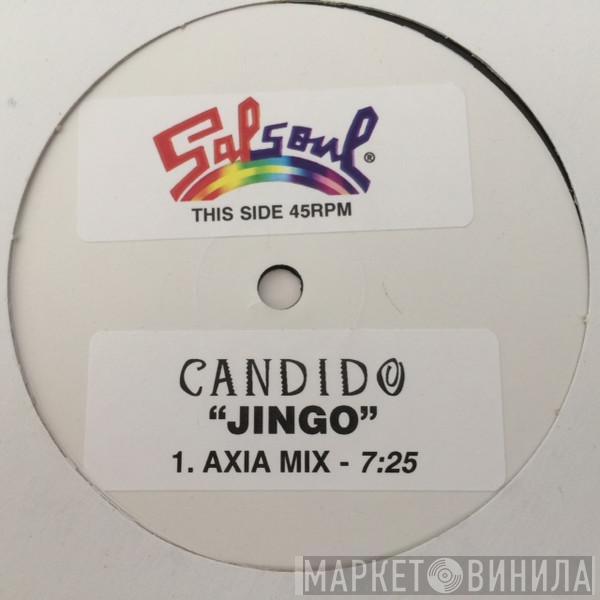 Salsoul®
THIS SIDE 45RPM
CANDIDO
“JINGO”
1. AXIA MIX - 7:25
МАРКЕТ ВИНИЛА